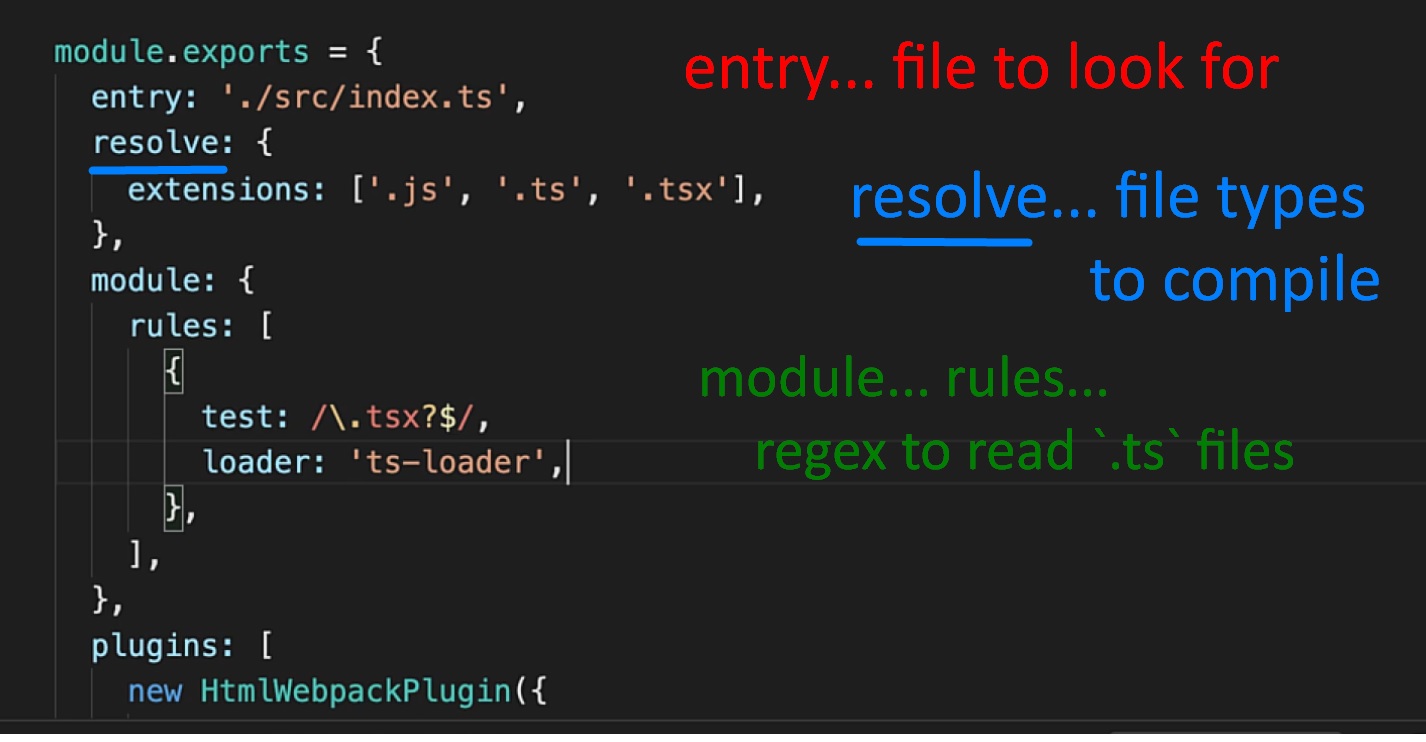 module.exports = {
entry... file to look for
entry: './src/index.ts',
resolve: {
extensions: ['.js', '.ts', '.tsx'],
resolve... file types
to compile
},
module: {
rules: [
{
module... rules...
test: /\.tsx?$/,
loader: 'ts-loader',
regex to read `.ts` files
},
],
},
plugins: [
new HtmlWebpackPlugin({